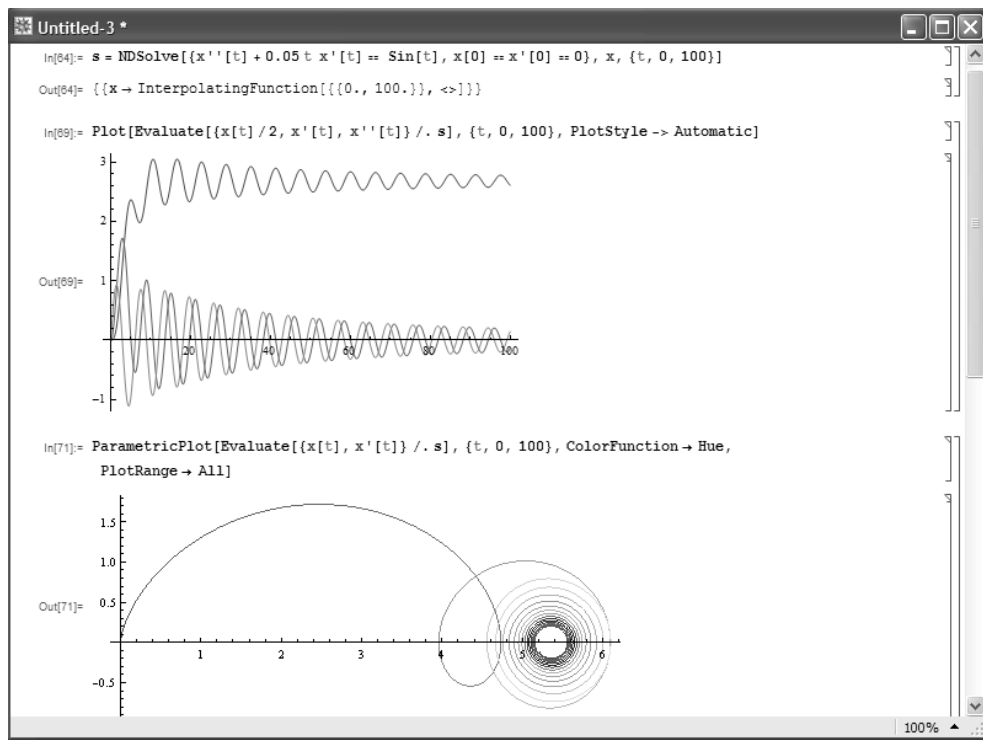 Untitled-3 *
In[64]:= s = NDSolve[{x''[t] + 0.05 t x'[t] == Sin[t], x[0] == x'[0] == 0}, x, {t, 0, 100}]
Out[64]= {{x → InterpolatingFunction[{{0., 100.}}, <>]}}
In[69]:= Plot[Evaluate[{x[t]/2, x'[t], x''[t]} /. s], {t, 0, 100}, PlotStyle -> Automatic]
3
2
Out[69]= 1
20 40 60 80 100
-1
In[71]:= ParametricPlot[Evaluate[{x[t], x'[t]} /. s], {t, 0, 100}, ColorFunction → Hue,
PlotRange → All]
1.5
1.0
Out[71]= 0.5
1 2 3 4 5 6
-0.5
100%